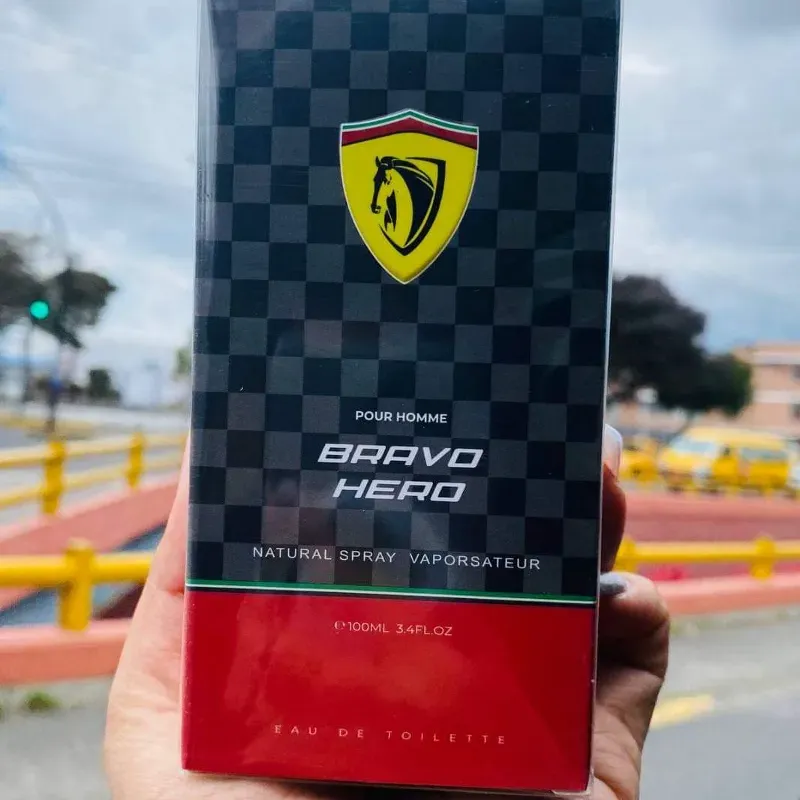 POUR HOMME
BRAVO
HERO
NATURAL SPRAY VAPORSATEUR
℮100ML 3.4FL.OZ
EAU DE TOILETTE